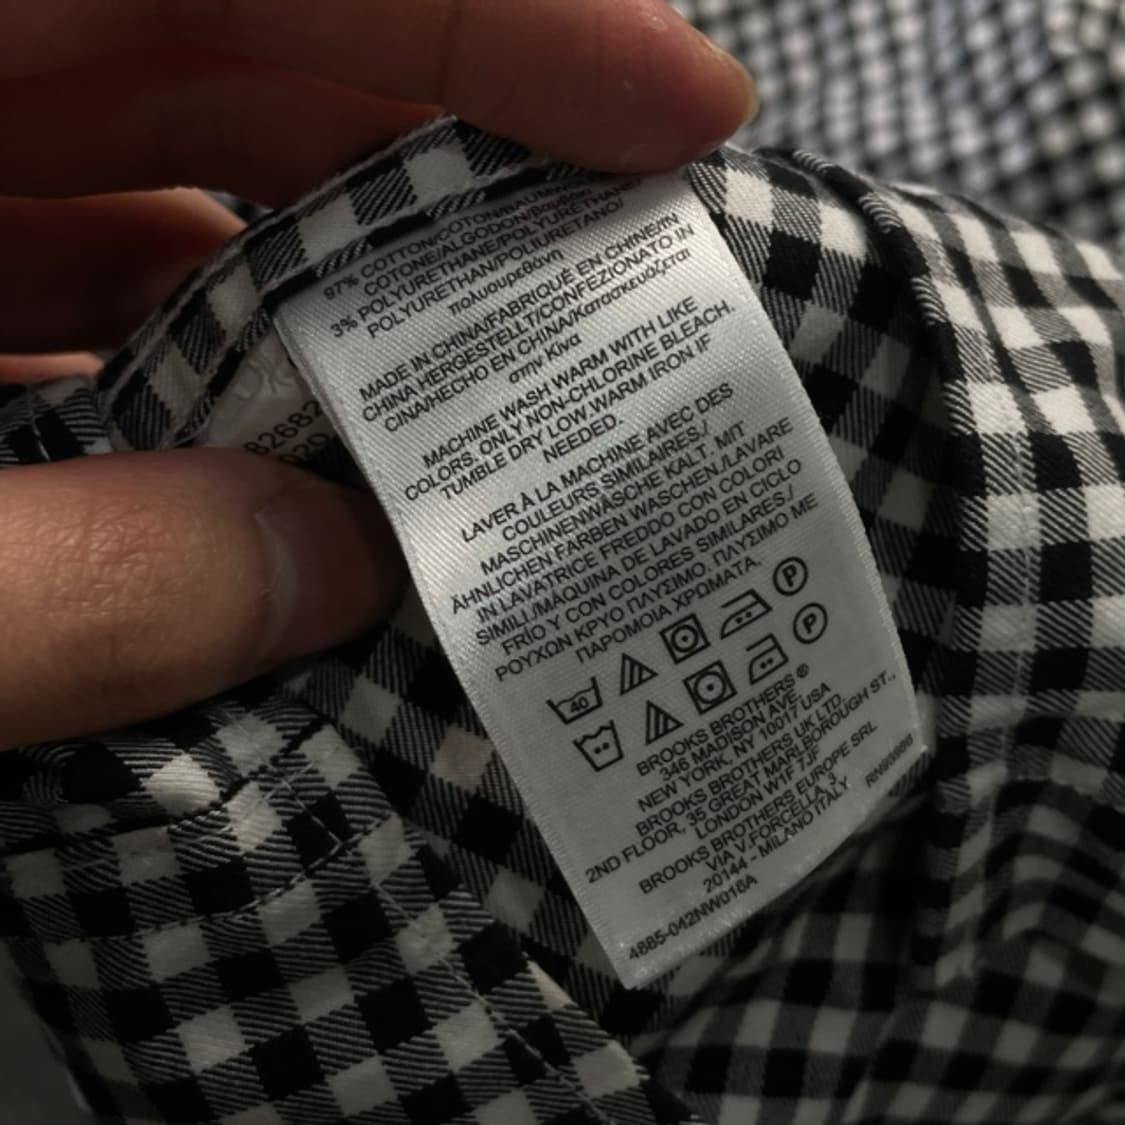 97% COTTON/COTON/BAUMWOLLE/
COTONE/ALGODON/Βαμβάκι
3% POLYURETHANE/POLYURETHANE/
POLYURETHAN/POLIURETANO/
πολυουρεθάνη
MADE IN CHINA/FABRIQUÉ EN CHINE/IN
CHINA HERGESTELLT/CONFEZIONATO IN
CINA/HECHO EN CHINA/Κατασκευάζεται
στην Κίνα
MACHINE WASH WARM WITH LIKE
COLORS. ONLY NON-CHLORINE BLEACH.
TUMBLE DRY LOW.WARM IRON IF
NEEDED.
LAVER À LA MACHINE AVEC DES
COULEURS SIMILAIRES./
MASCHINENWÄSCHE KALT. MIT
ÄHNLICHEN FARBEN WASCHEN./LAVARE
IN LAVATRICE FREDDO CON COLORI
SIMILI/MÁQUINA DE LAVADO EN CICLO
FRÍO Y CON COLORES SIMILARES./
ΡΟΥΧΩΝ ΚΡΥΟ ΠΛΥΣΙΜΟ. ΠΛΥΣΙΜΟ ΜΕ
ΠΑΡΟΜΟΙΑ ΧΡΩΜΑΤΑ.
40 P
P
BROOKS BROTHERS ®
346 MADISON AVE.
NEW YORK, NY 10017 USA
BROOKS BROTHERS UK LTD.
2ND FLOOR, 35 GREAT MARLBOROUGH ST.,
LONDON W1F 7JF
BROOKS BROTHERS EUROPE SRL
VIA V.FORCELLA, 3
20144 - MILANO ITALY
4885-042NW016A